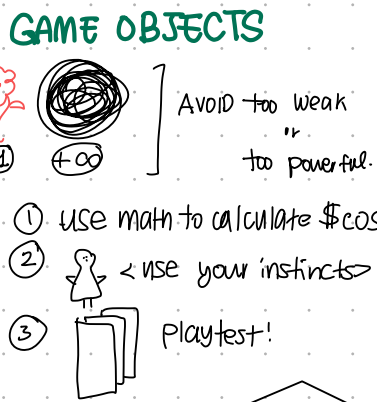 GAME OBJECTS
AVOID too weak
or
too powerful.
+∞
① use math to calculate $cos
② <use your instincts>
③ playtest!